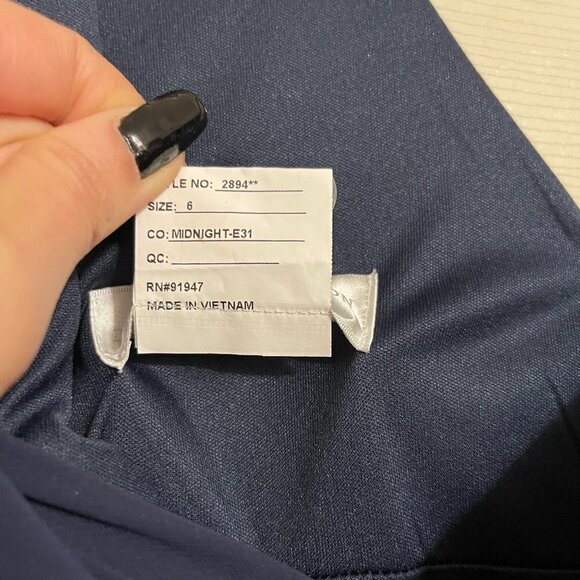 LE NO: 2894**
SIZE: 6
CO: MIDNIGHT-E31
QC:
RN#91947
MADE IN VIETNAM